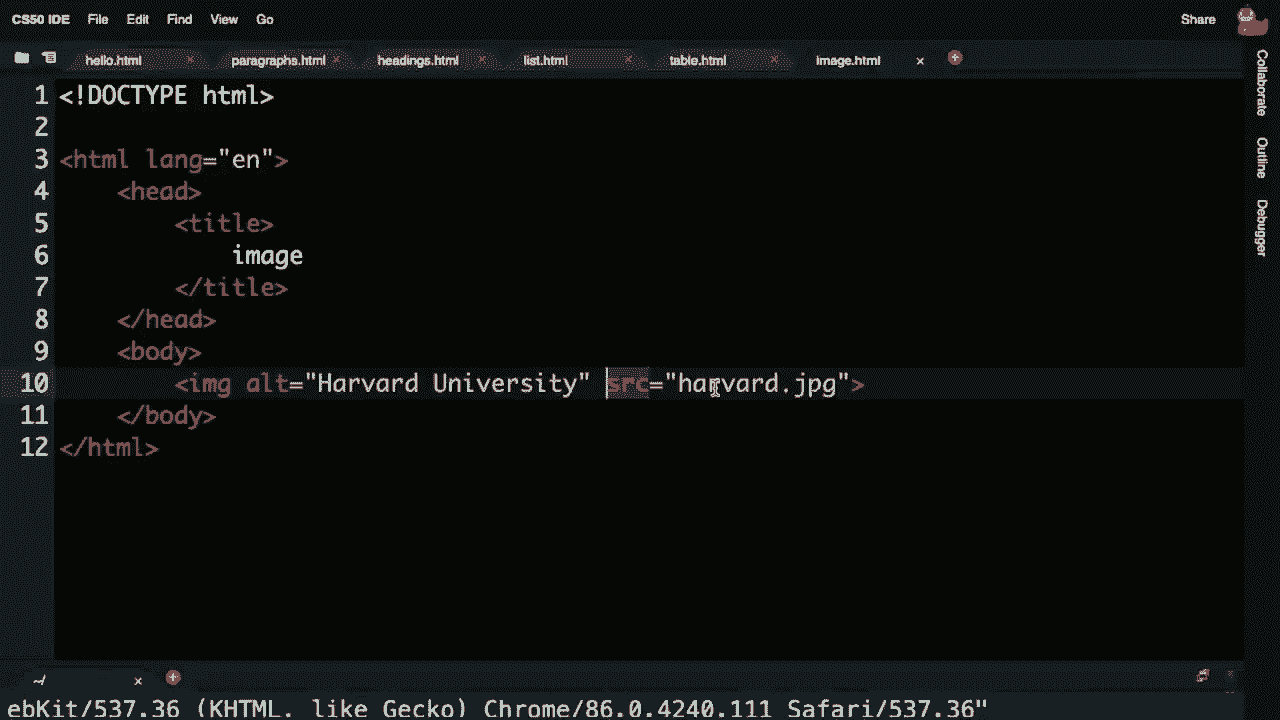 CS50 IDE File Edit Find View Go Share
hello.html paragraphs.html headings.html list.html table.html image.html
Collaborate
Outline
Debugger
1 <!DOCTYPE html>
2
3 <html lang="en">
4 <head>
5 <title>
6 image
7 </title>
8 </head>
9 <body>
10 <img alt="Harvard University" src="harvard.jpg">
11 </body>
12 </html>
~/
ebKit/537.36 (KHTML, like Gecko) Chrome/86.0.4240.111 Safari/537.36"